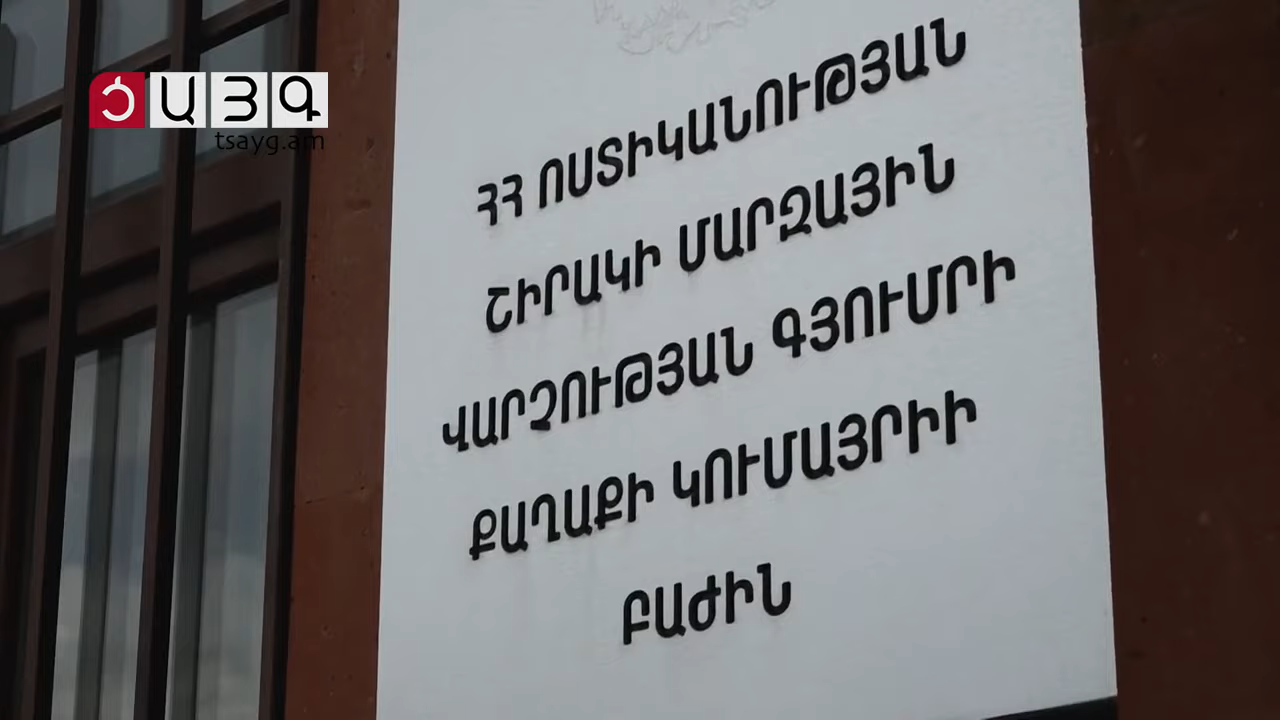 ԾԱՅԳ
tsayg.am
ՀՀ ՈՍՏԻԿԱՆՈՒԹՅԱՆ
ՇԻՐԱԿԻ ՄԱՐԶԱՅԻՆ
ՎԱՐՉՈՒԹՅԱՆ ԳՅՈՒՄՐԻ
ՔԱՂԱՔԻ ԿՈՒՄԱՅՐԻԻ
ԲԱԺԻՆ